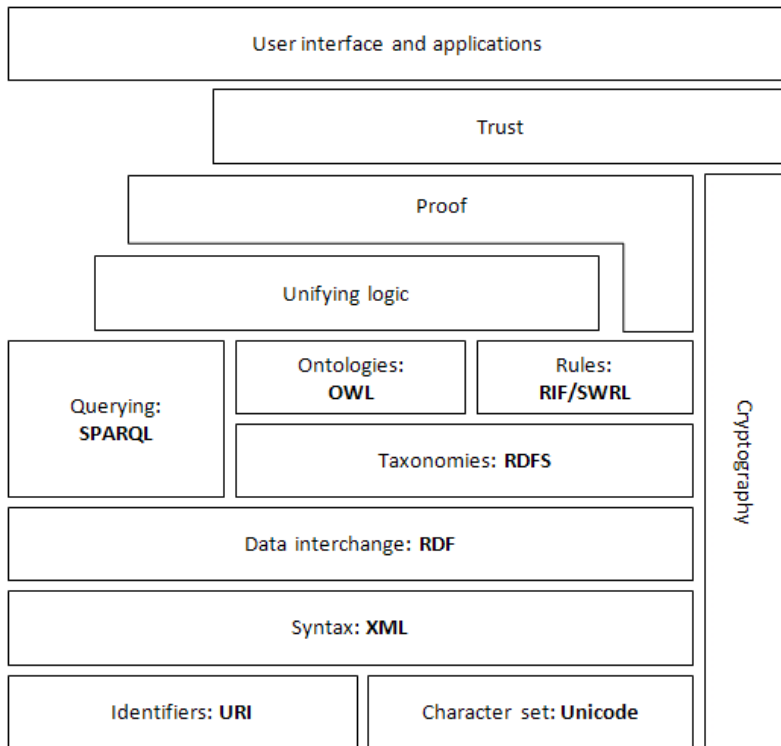 User interface and applications
Trust
Proof
Unifying logic
Ontologies:
OWL
Rules:
RIF/SWRL
Querying:
SPARQL
Taxonomies: RDFS
Cryptography
Data interchange: RDF
Syntax: XML
Identifiers: URI
Character set: Unicode